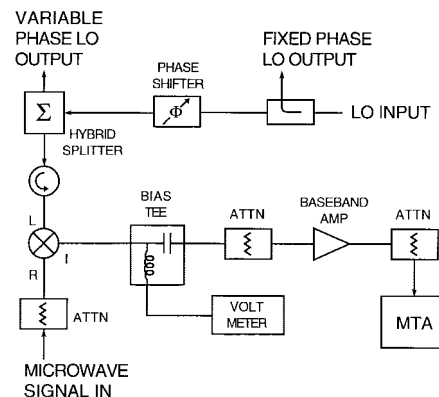 VARIABLE
PHASE LO
OUTPUT
FIXED PHASE
LO OUTPUT
PHASE
SHIFTER
Σ
Φ
LO INPUT
HYBRID
SPLITTER
BIAS
TEE
ATTN
BASEBAND
AMP
ATTN
L
I
R
ATTN
VOLT
METER
MTA
MICROWAVE
SIGNAL IN